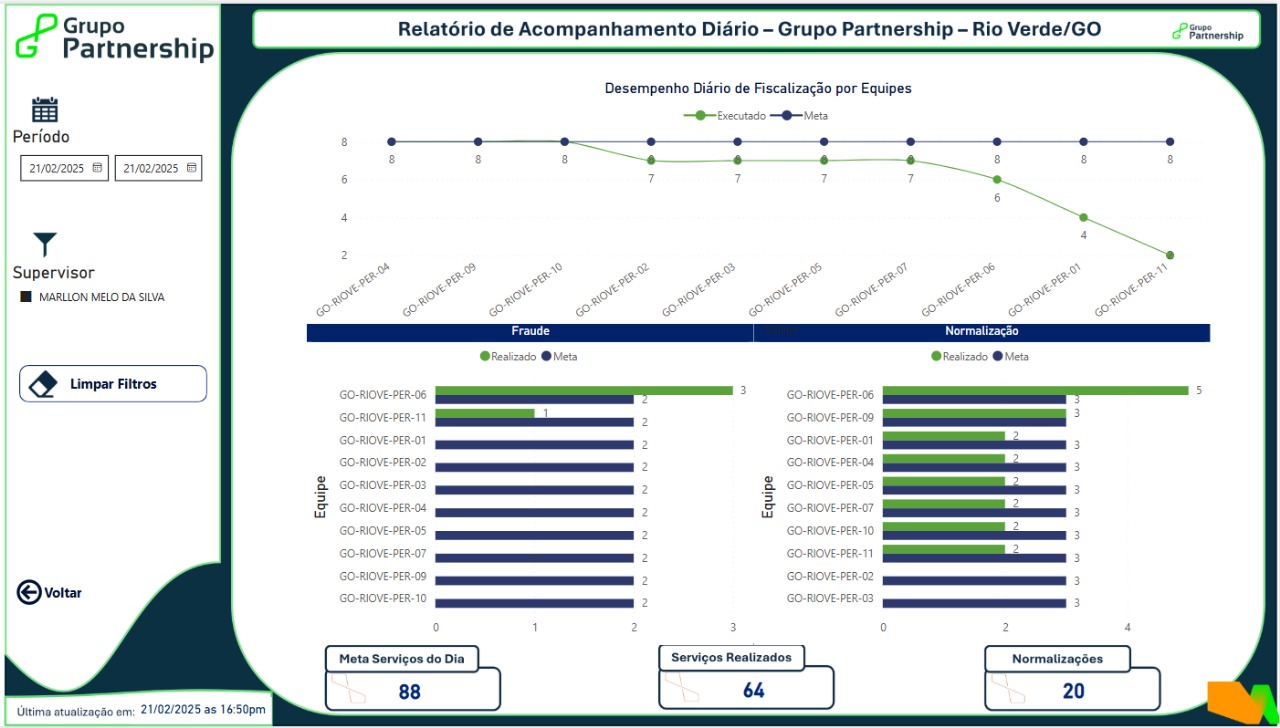 Grupo
Partnership
Relatório de Acompanhamento Diário – Grupo Partnership – Rio Verde/GO
Grupo
Partnership
Período
21/02/2025 21/02/2025
Supervisor
MARLLON MELO DA SILVA
Limpar Filtros
Voltar
Última atualização em: 21/02/2025 as 16:50pm
Desempenho Diário de Fiscalização por Equipes
Executado Meta
8
6
4
2
8 8 8 8 8 8
7 7 7 7
6
4
GO-RIOVE-PER-04 GO-RIOVE-PER-09 GO-RIOVE-PER-10 GO-RIOVE-PER-02 GO-RIOVE-PER-03 GO-RIOVE-PER-05 GO-RIOVE-PER-07 GO-RIOVE-PER-06 GO-RIOVE-PER-01 GO-RIOVE-PER-11
Fraude
Realizado Meta
Equipe
GO-RIOVE-PER-06 3 2
GO-RIOVE-PER-11 1 2
GO-RIOVE-PER-01 2
GO-RIOVE-PER-02 2
GO-RIOVE-PER-03 2
GO-RIOVE-PER-04 2
GO-RIOVE-PER-05 2
GO-RIOVE-PER-07 2
GO-RIOVE-PER-09 2
GO-RIOVE-PER-10 2
0 1 2 3
Normalização
Realizado Meta
Equipe
GO-RIOVE-PER-06 5 3
GO-RIOVE-PER-09 3
GO-RIOVE-PER-01 2 3
GO-RIOVE-PER-04 2 3
GO-RIOVE-PER-05 2 3
GO-RIOVE-PER-07 2 3
GO-RIOVE-PER-10 2 3
GO-RIOVE-PER-11 2 3
GO-RIOVE-PER-02 3
GO-RIOVE-PER-03 3
0 2 4
Meta Serviços do Dia
88
Serviços Realizados
64
Normalizações
20